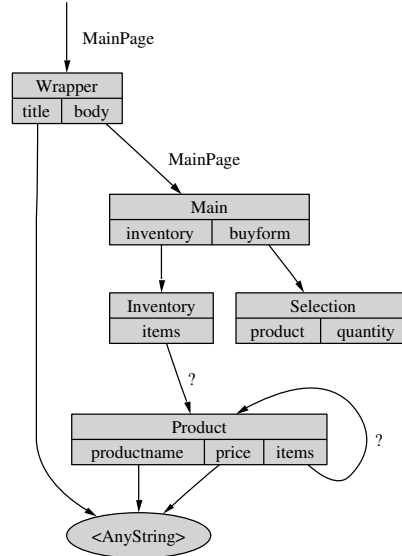 MainPage
Wrapper
title body
MainPage
Main
inventory buyform
Inventory Selection
items product quantity
?
Product
?
productname price items
<AnyString>